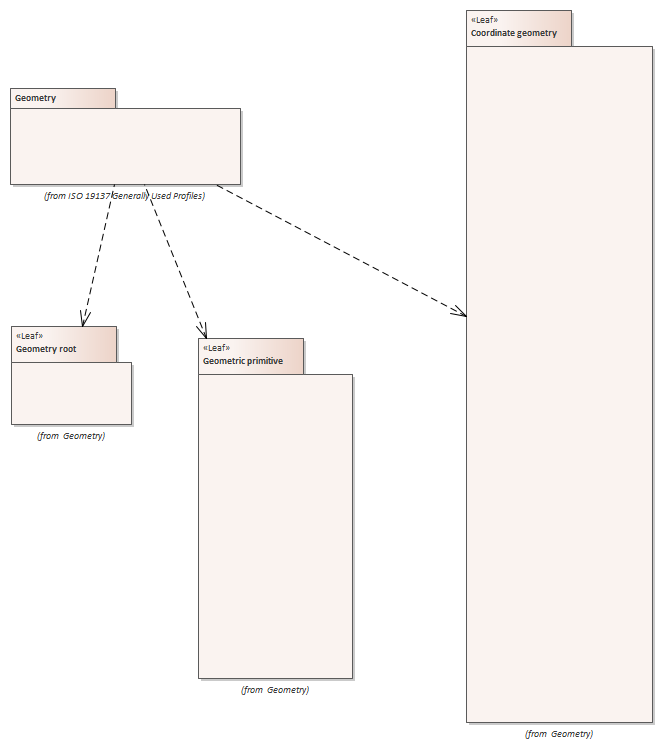 «Leaf»
Coordinate geometry
Geometry
(from ISO 19137 Generally Used Profiles)
«Leaf»
Geometry root
(from Geometry)
«Leaf»
Geometric primitive
(from Geometry)
(from Geometry)